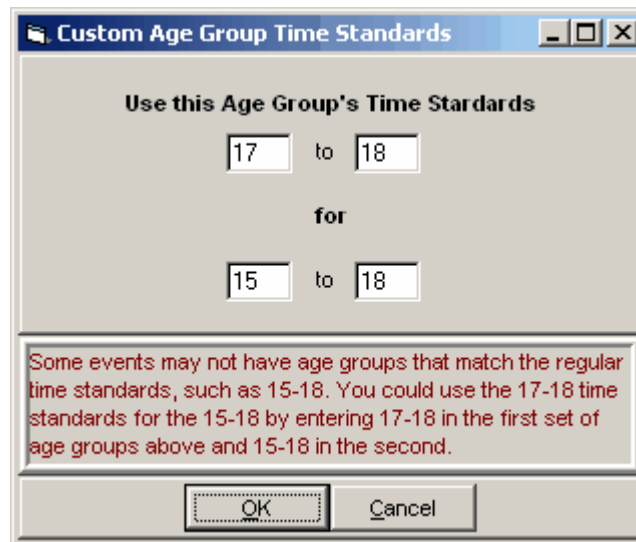 Custom Age Group Time Standards
Use this Age Group's Time Stardards
17 to 18
for
15 to 18
Some events may not have age groups that match the regular
time standards, such as 15-18. You could use the 17-18 time
standards for the 15-18 by entering 17-18 in the first set of
age groups above and 15-18 in the second.
OK Cancel